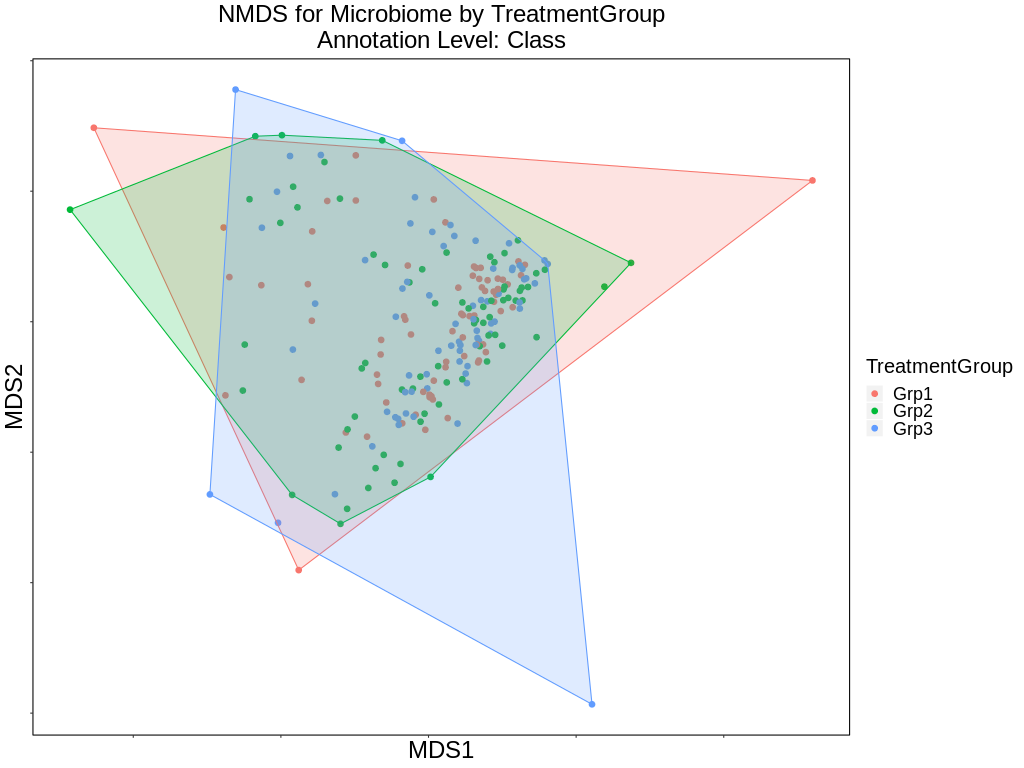 NMDS for Microbiome by TreatmentGroup
Annotation Level: Class
MDS2
TreatmentGroup
Grp1
Grp2
Grp3
MDS1